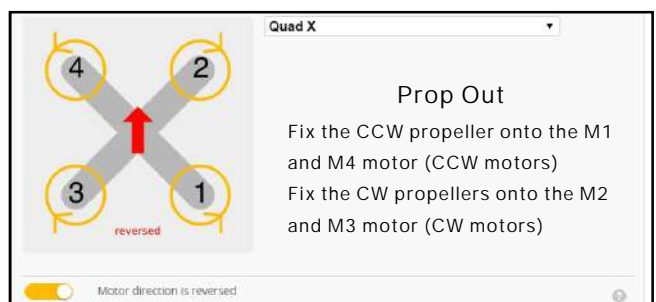 Quad X
4
2
Prop Out
Fix the CCW propeller onto the M1
and M4 motor (CCW motors)
Fix the CW propellers onto the M2
and M3 motor (CW motors)
3
1
reversed
Motor direction is reversed
?